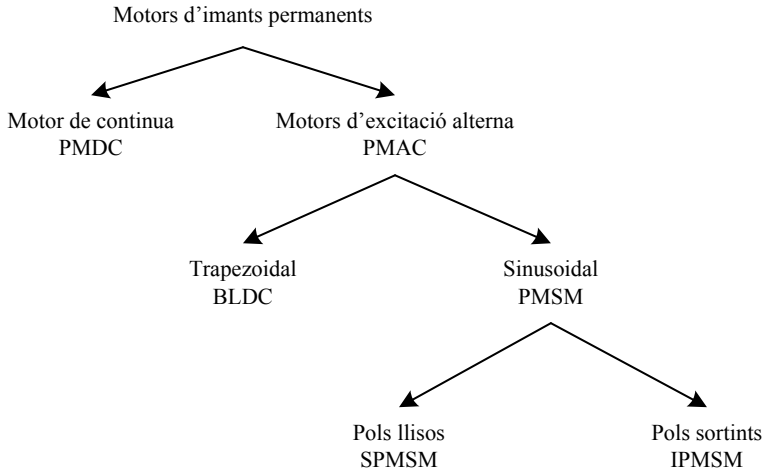 Motors d’imants permanents
Motor de continua
PMDC
Motors d’excitació alterna
PMAC
Trapezoidal
BLDC
Sinusoidal
PMSM
Pols llisos
SPMSM
Pols sortints
IPMSM